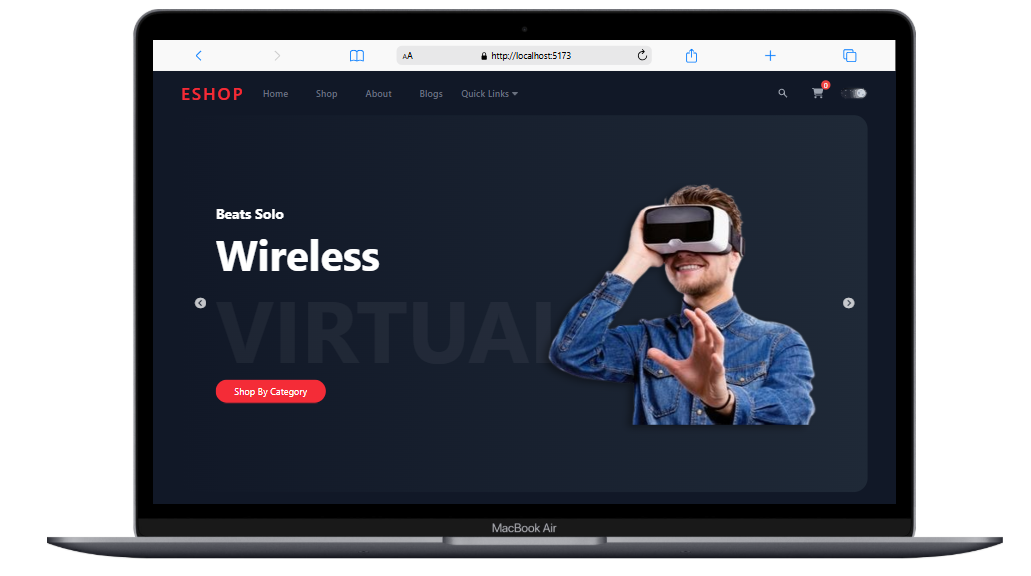 AA http://localhost:5173
ESHOP Home Shop About Blogs Quick Links 0
Beats Solo
Wireless
VIRTUAL
Shop By Category
MacBook Air